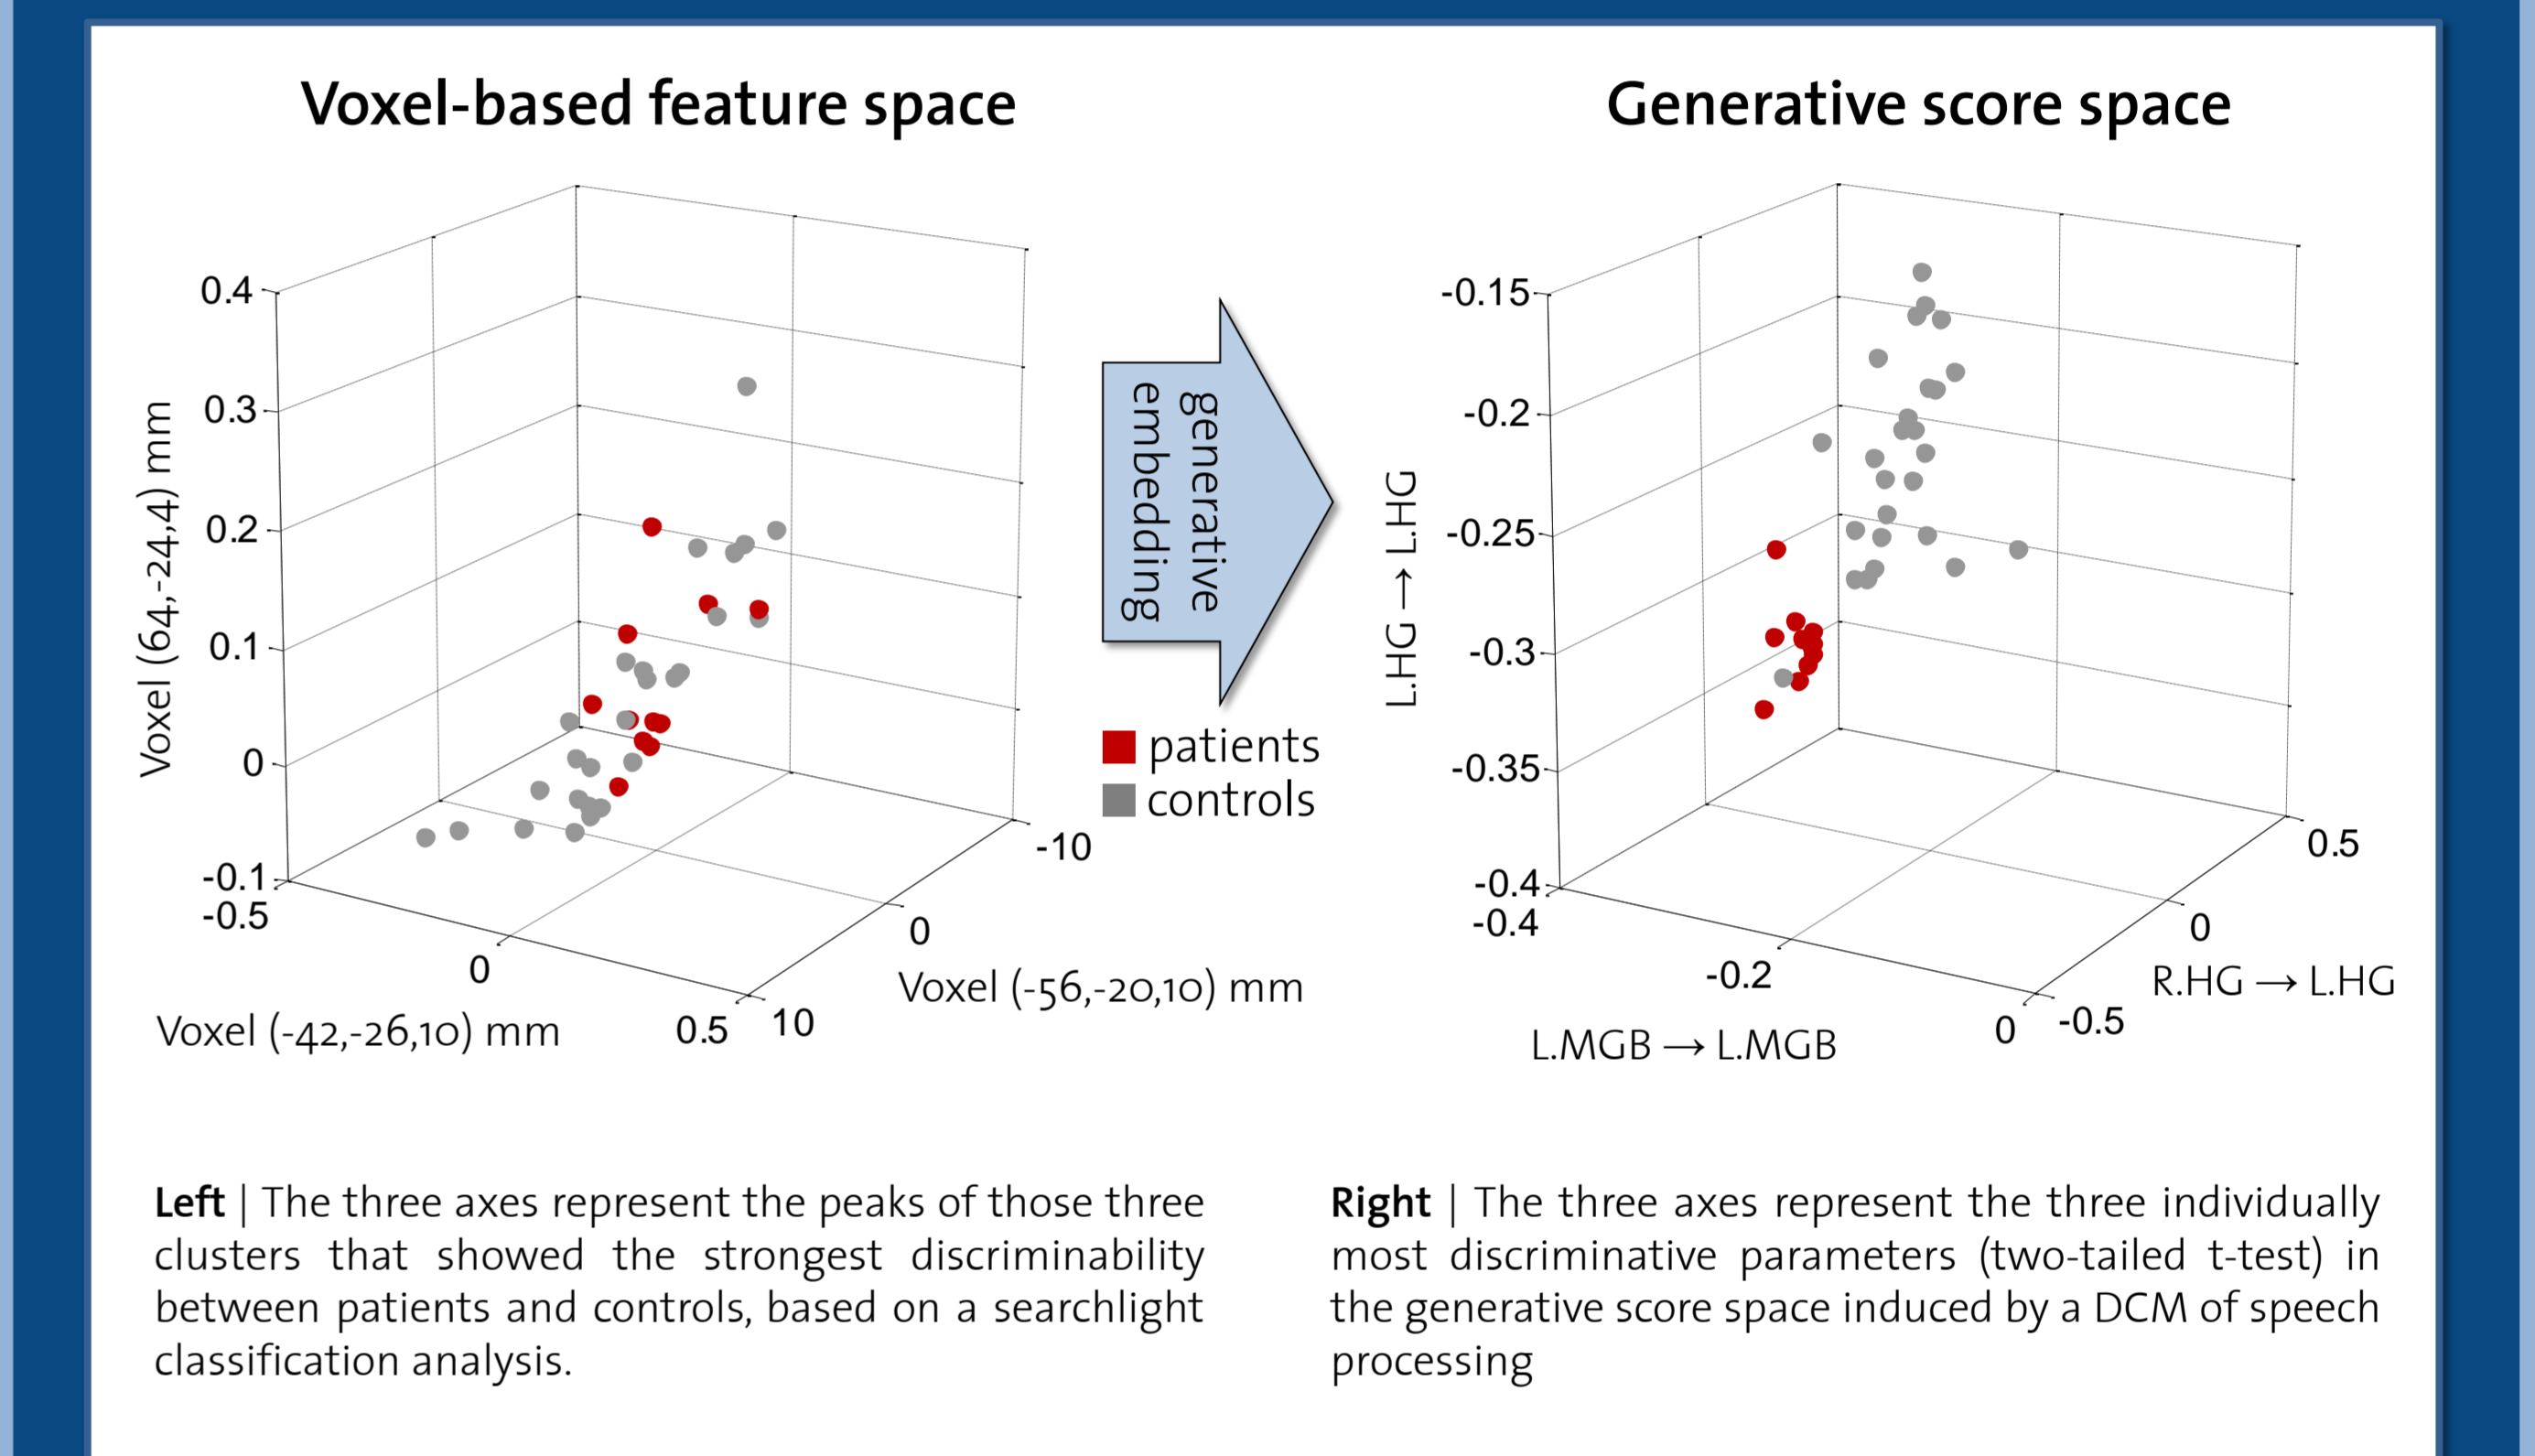 Voxel-based feature space
Generative score space
0.4
0.3
0.2
0.1
0
-0.1
-0.5
0
0.5
10
0
-10
Voxel (64,-24,4) mm
Voxel (-42,-26,10) mm
Voxel (-56,-20,10) mm
generative
embedding
patients
controls
-0.15
-0.2
-0.25
-0.3
-0.35
-0.4
-0.4
-0.2
0
-0.5
0
0.5
L.HG → L.HG
L.MGB → L.MGB
R.HG → L.HG
Left | The three axes represent the peaks of those three
clusters that showed the strongest discriminability
between patients and controls, based on a searchlight
classification analysis.
Right | The three axes represent the three individually
most discriminative parameters (two-tailed t-test) in
the generative score space induced by a DCM of speech
processing